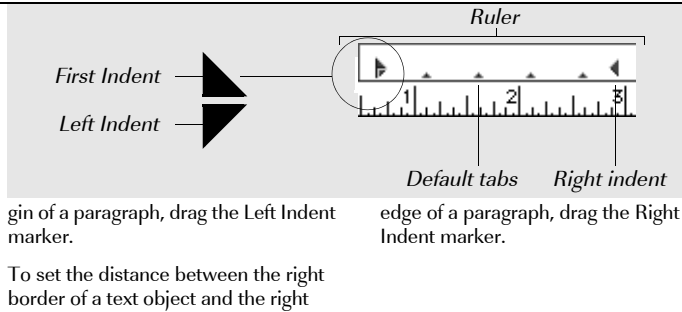 Ruler
First Indent
Left Indent
1 2 3
Default tabs Right indent
gin of a paragraph, drag the Left Indent
marker.
To set the distance between the right
border of a text object and the right
edge of a paragraph, drag the Right
Indent marker.